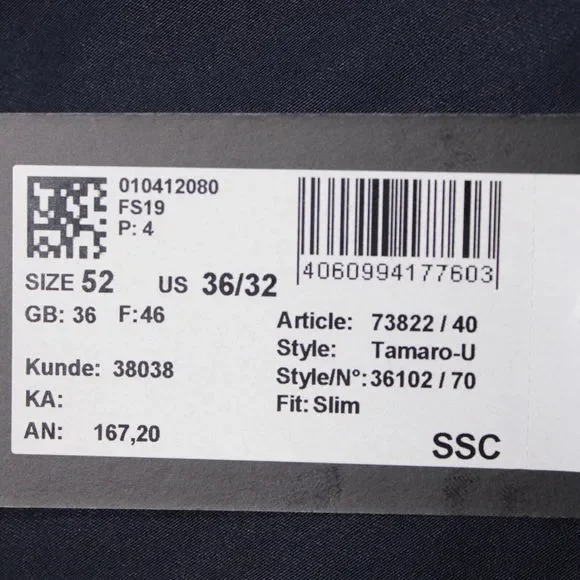 010412080
FS19
P: 4
4060994177603
SIZE 52 US 36/32
GB: 36 F:46
Article: 73822 / 40
Style: Tamaro-U
Style/N°: 36102 / 70
Fit: Slim
Kunde: 38038
KA:
AN: 167,20
SSC